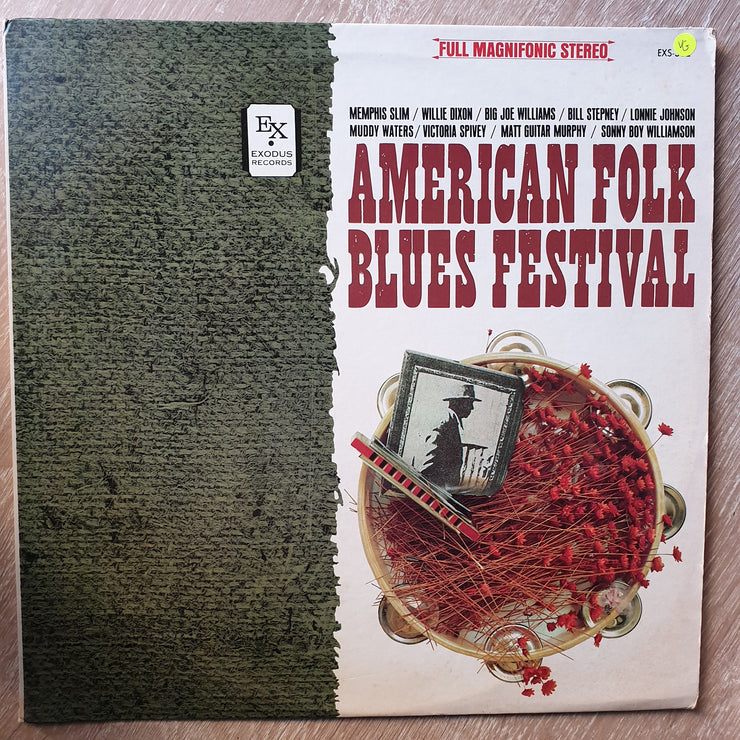 FULL MAGNIFONIC STEREO
VG
MEMPHIS SLIM / WILLIE DIXON / BIG JOE WILLIAMS / BILL STEPNEY / LONNIE JOHNSON
MUDDY WATERS / VICTORIA SPIVEY / MATT GUITAR MURPHY / SONNY BOY WILLIAMSON
EX
EXODUS
RECORDS
AMERICAN FOLK
BLUES FESTIVAL